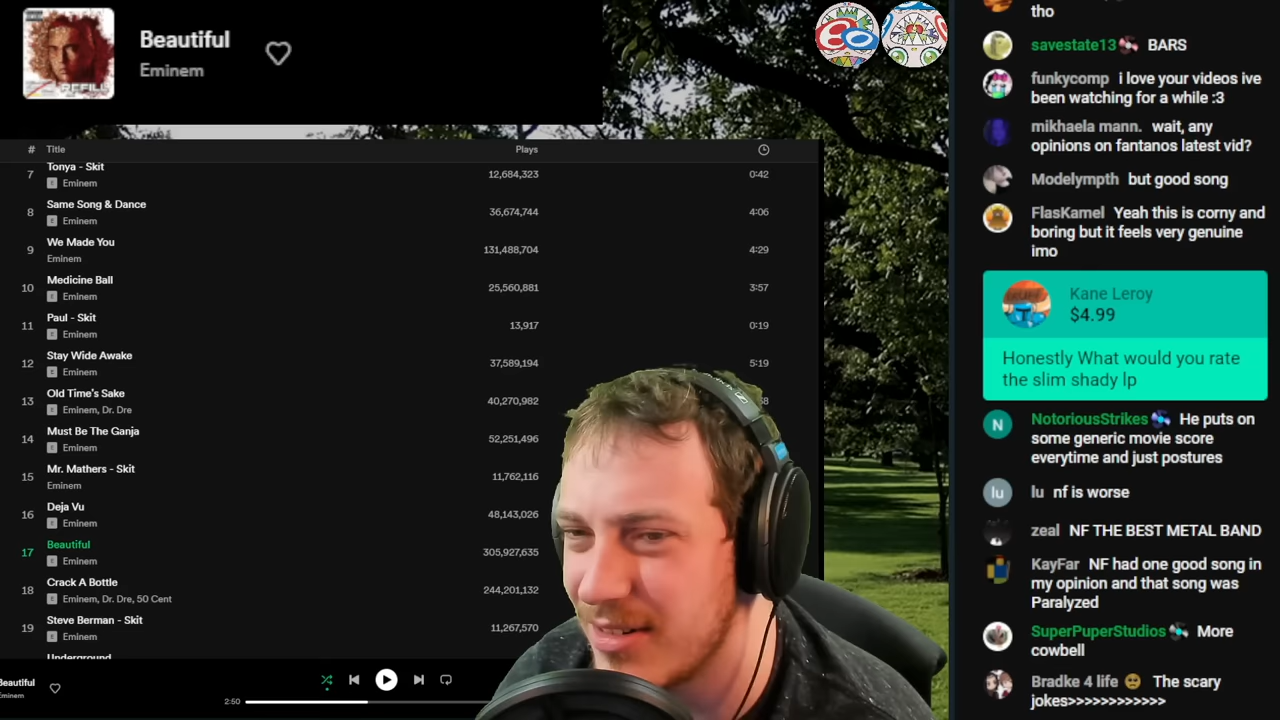 REFILL
Beautiful
Eminem
# Title Plays
7 Tonya - Skit 12,684,323 0:42
E Eminem
8 Same Song & Dance 36,674,744 4:06
E Eminem
9 We Made You 131,488,704 4:29
Eminem
10 Medicine Ball 25,560,881 3:57
E Eminem
11 Paul - Skit 13,917 0:19
E Eminem
12 Stay Wide Awake 37,589,194 5:19
E Eminem
13 Old Time's Sake 40,270,982
E Eminem, Dr. Dre
14 Must Be The Ganja 52,251,496
E Eminem
15 Mr. Mathers - Skit 11,762,116
Eminem
16 Deja Vu 48,143,026
E Eminem
17 Beautiful 305,927,635
E Eminem
18 Crack A Bottle 244,201,132
E Eminem, Dr. Dre, 50 Cent
19 Steve Berman - Skit 11,267,570
E Eminem
Underground
Beautiful
Eminem
2:50
tho
savestate13 BARS
funkycomp i love your videos ive
been watching for a while :3
mikhaela mann. wait, any
opinions on fantanos latest vid?
Modelympth but good song
FlasKamel Yeah this is corny and
boring but it feels very genuine
imo
Kane Leroy
$4.99
Honestly What would you rate
the slim shady lp
N NotoriousStrikes He puts on
some generic movie score
everytime and just postures
lu lu nf is worse
zeal NF THE BEST METAL BAND
KayFar NF had one good song in
my opinion and that song was
Paralyzed
SuperPuperStudios More
cowbell
Bradke 4 life 🥺 The scary
jokes>>>>>>>>>>>>